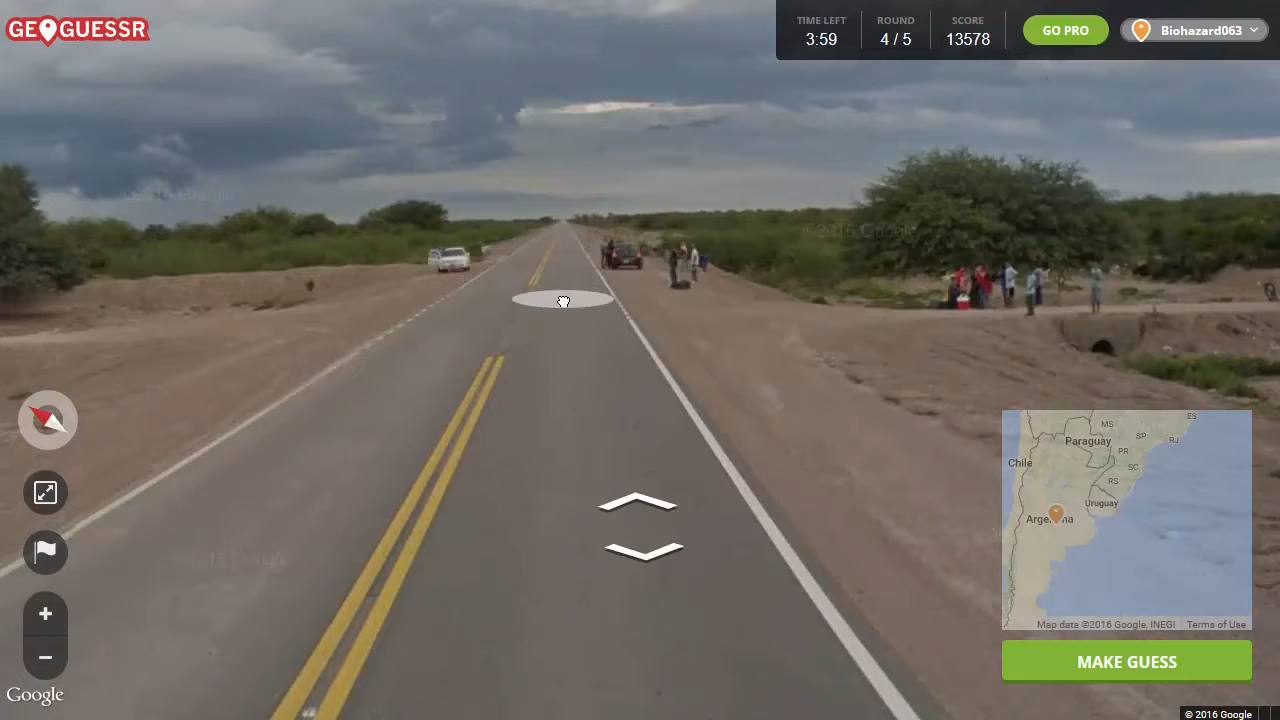 GEOGUESSR
TIME LEFT
3:59
ROUND
4 / 5
SCORE
13578
GO PRO
Biohazard063
ES
MS
Paraguay
SP
RJ
PR
Chile
SC
RS
Uruguay
Argentina
Map data ©2016 Google, INEGI
Terms of Use
MAKE GUESS
Google
© 2016 Google